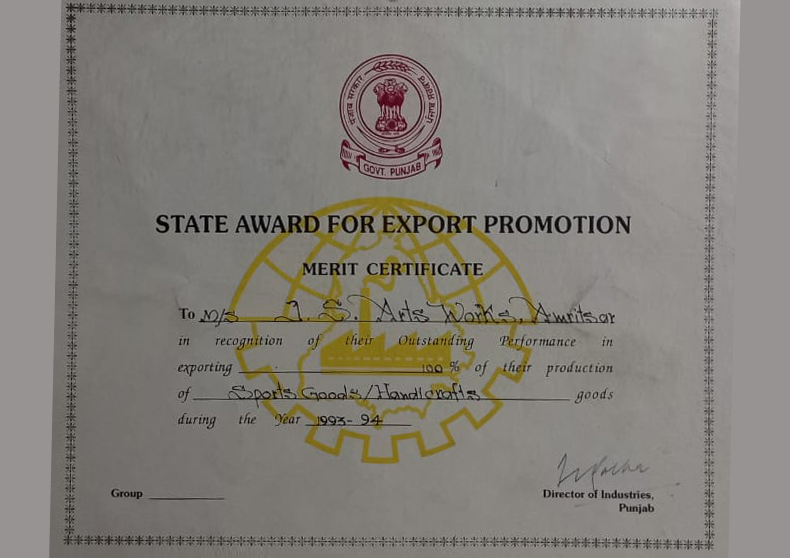 ਪੰਜਾਬ ਸਰਕਾਰ
GOVT. PUNJAB
STATE AWARD FOR EXPORT PROMOTION
MERIT CERTIFICATE
To M/S J. S. Arts Works, Amritsar
in recognition of their Outstanding Performance in
exporting 100 % of their production
of Sports Goods/Handicrafts goods
during the Year 1993-94
Group
Director of Industries,
Punjab